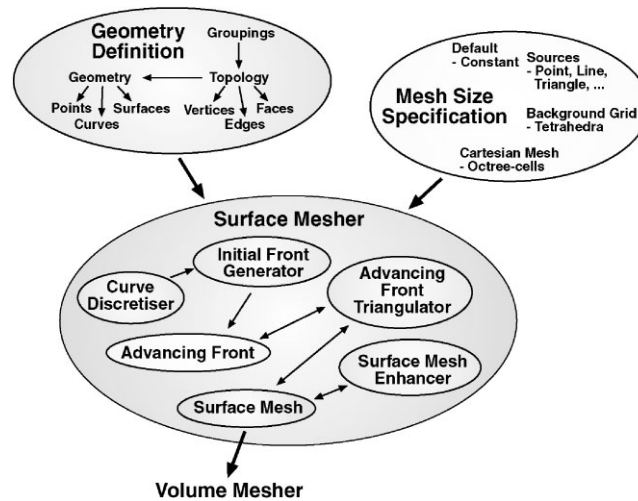 Geometry
Definition
Groupings
Geometry
Topology
Points
Surfaces
Curves
Vertices
Faces
Edges
Default
- Constant
Sources
- Point, Line,
Triangle, ...
Mesh Size
Specification
Background Grid
- Tetrahedra
Cartesian Mesh
- Octree-cells
Surface Mesher
Initial Front
Generator
Curve
Discretiser
Advancing
Front
Triangulator
Advancing Front
Surface Mesh
Enhancer
Surface Mesh
Volume Mesher